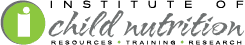 INSTITUTE OF
i child nutrition
RESOURCES • TRAINING • RESEARCH